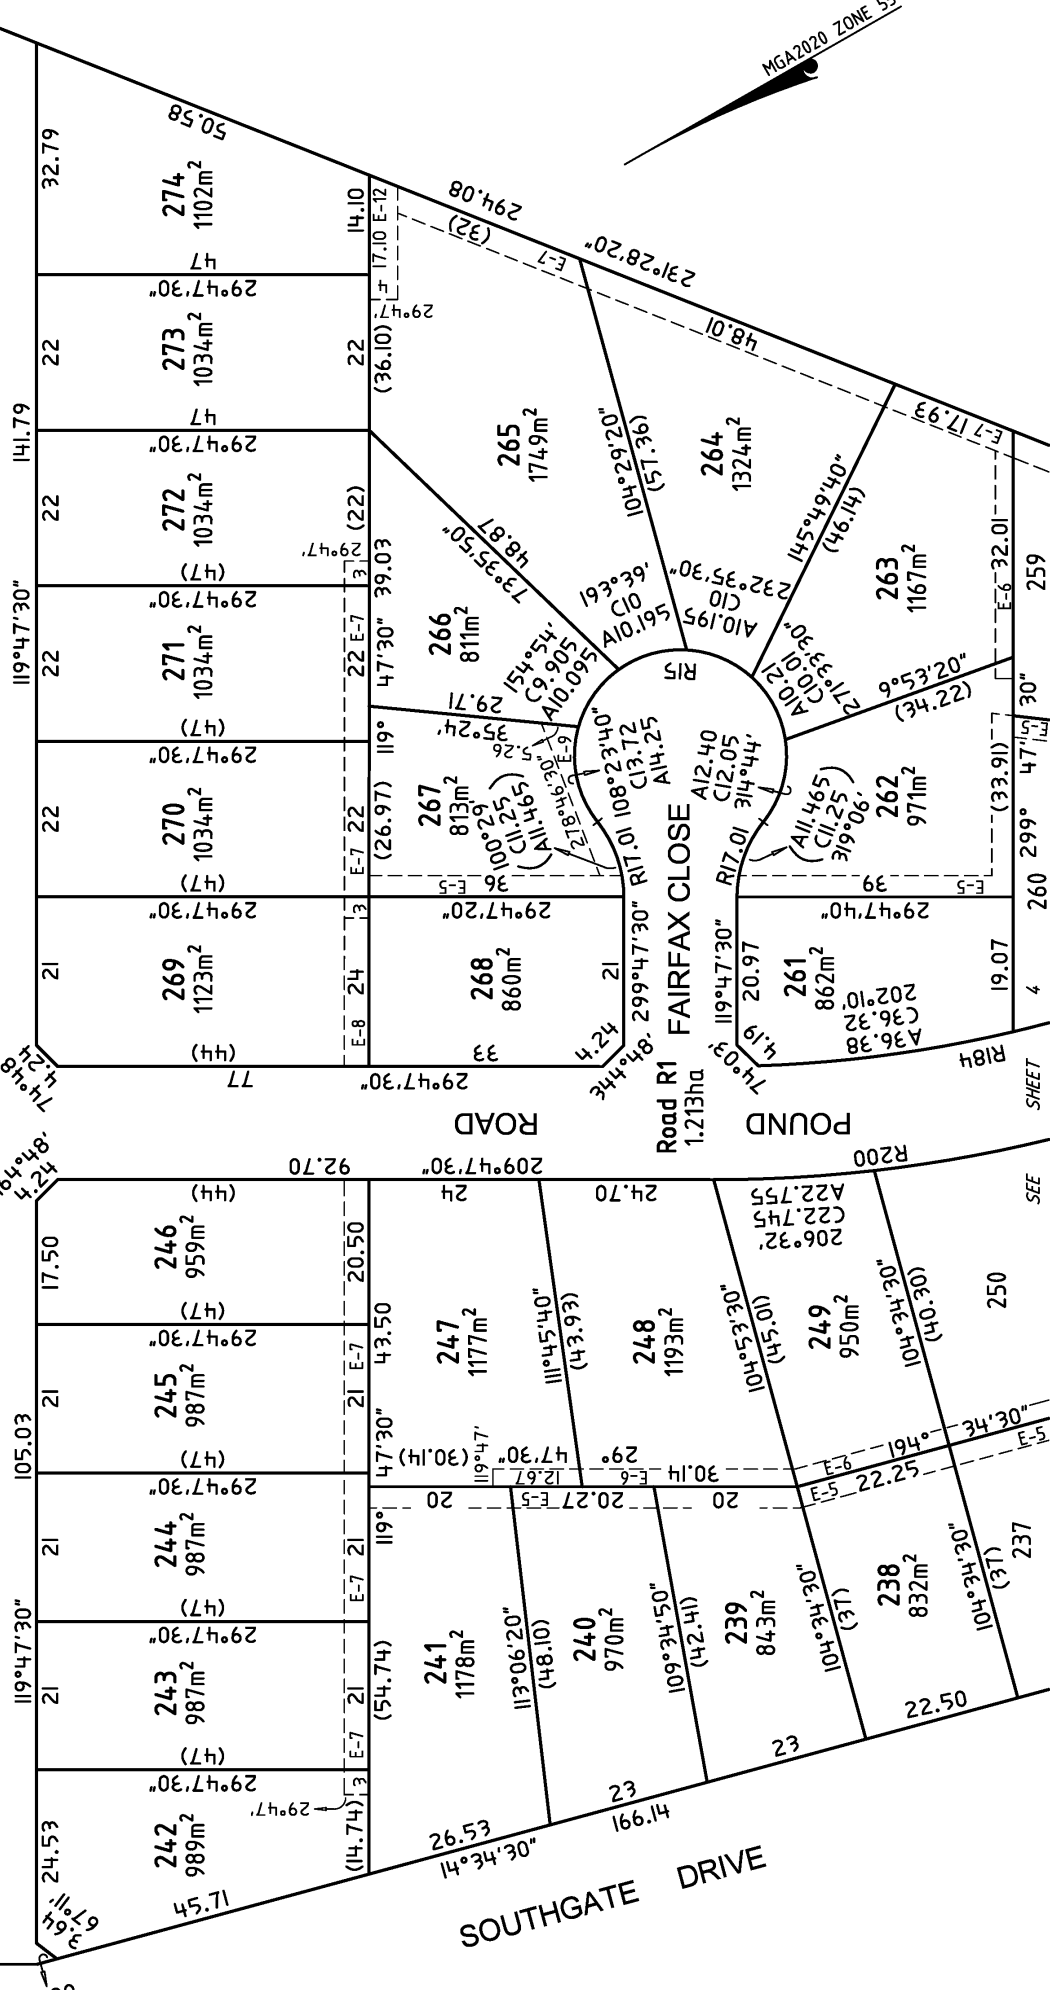 MGA2020 ZONE 55
50.58
32.79
274
1102m²
47
29°47'30"
14.10
17.10 E-12
4
29°47'
294.08
(32)
E-7
231°28'20"
48.01
E-7 17.93
141.79
119°47'30"
22
273
1034m²
47
29°47'30"
22
(36.10)
22
272
1034m²
(47)
29°47'30"
(22)
29°47'
3
39.03
22
271
1034m²
(47)
29°47'30"
E-7
22
47'30"
119°
22
270
1034m²
(47)
29°47'30"
E-7
22
(26.97)
3
21
269
1123m²
(44)
E-8
24
74°48'
4.24
77
29°47'30"
265
1749m²
104°29'20"
(57.36)
264
1324m²
145°49'40"
(46.14)
263
1167m²
E-6
32.01
259
73°35'50"
48.87
266
811m²
29.71
35°24'
154°54'
C9.905
A10.095
193°39'
C10
A10.195
232°35'30"
C10
A10.195
271°33'30"
C10.01
A10.21
9°53'20"
(34.22)
R15
267
813m²
5.26
278°46'30"
E-9
100°29'
(C11.25)
(A11.465)
108°23'40"
C13.72
A14.25
A12.40
C12.05
314°44'
(A11.465)
(C11.25)
319°06'
R17.01
R17.01
262
971m²
(33.91)
E-5
299°
47'
30"
36
E-5
29°47'20"
39
E-5
29°47'40"
268
860m²
33
21
4.24
344°48'
299°47'30"
FAIRFAX CLOSE
119°47'30"
20.97
261
862m²
4.19
74°03'
19.07
260
202°10'
C36.32
A36.38
R184
SHEET 4
SEE
ROAD
POUND
Road R1
1.213ha
164°48'
4.24
92.70
209°47'30"
24
24.70
R200
A22.755
C22.745
206°32'
17.50
246
959m²
(44)
(47)
29°47'30"
20.50
105.03
119°47'30"
21
245
987m²
(47)
29°47'30"
E-7
21
43.50
47'30"
119°
21
244
987m²
(47)
29°47'30"
E-7
21
21
243
987m²
(47)
29°47'30"
E-7
21
(54.74)
3
29°47'
24.53
242
989m²
(14.74)
3.64
67°11'
45.71
247
1177m²
(30.14)
119°47'
12.67
29°
47'30"
E-6
30.14
111°45'40"
(43.93)
248
1193m²
104°53'30"
(45.01)
249
950m²
104°34'30"
(40.30)
250
E-6
194°
34'30"
E-5
22.25
E-5
20
E-5
20.27
20
241
1178m²
113°06'20"
(48.10)
240
970m²
109°34'50"
(42.41)
239
843m²
104°34'30"
(37)
238
832m²
104°34'30"
(37)
237
26.53
14°34'30"
23
166.14
23
22.50
SOUTHGATE DRIVE